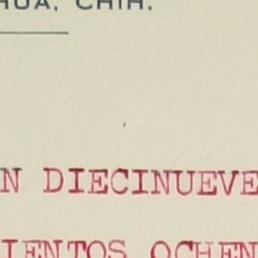 HUA, CHIH.
N DIECINUEVE
IENTOS OCHEN